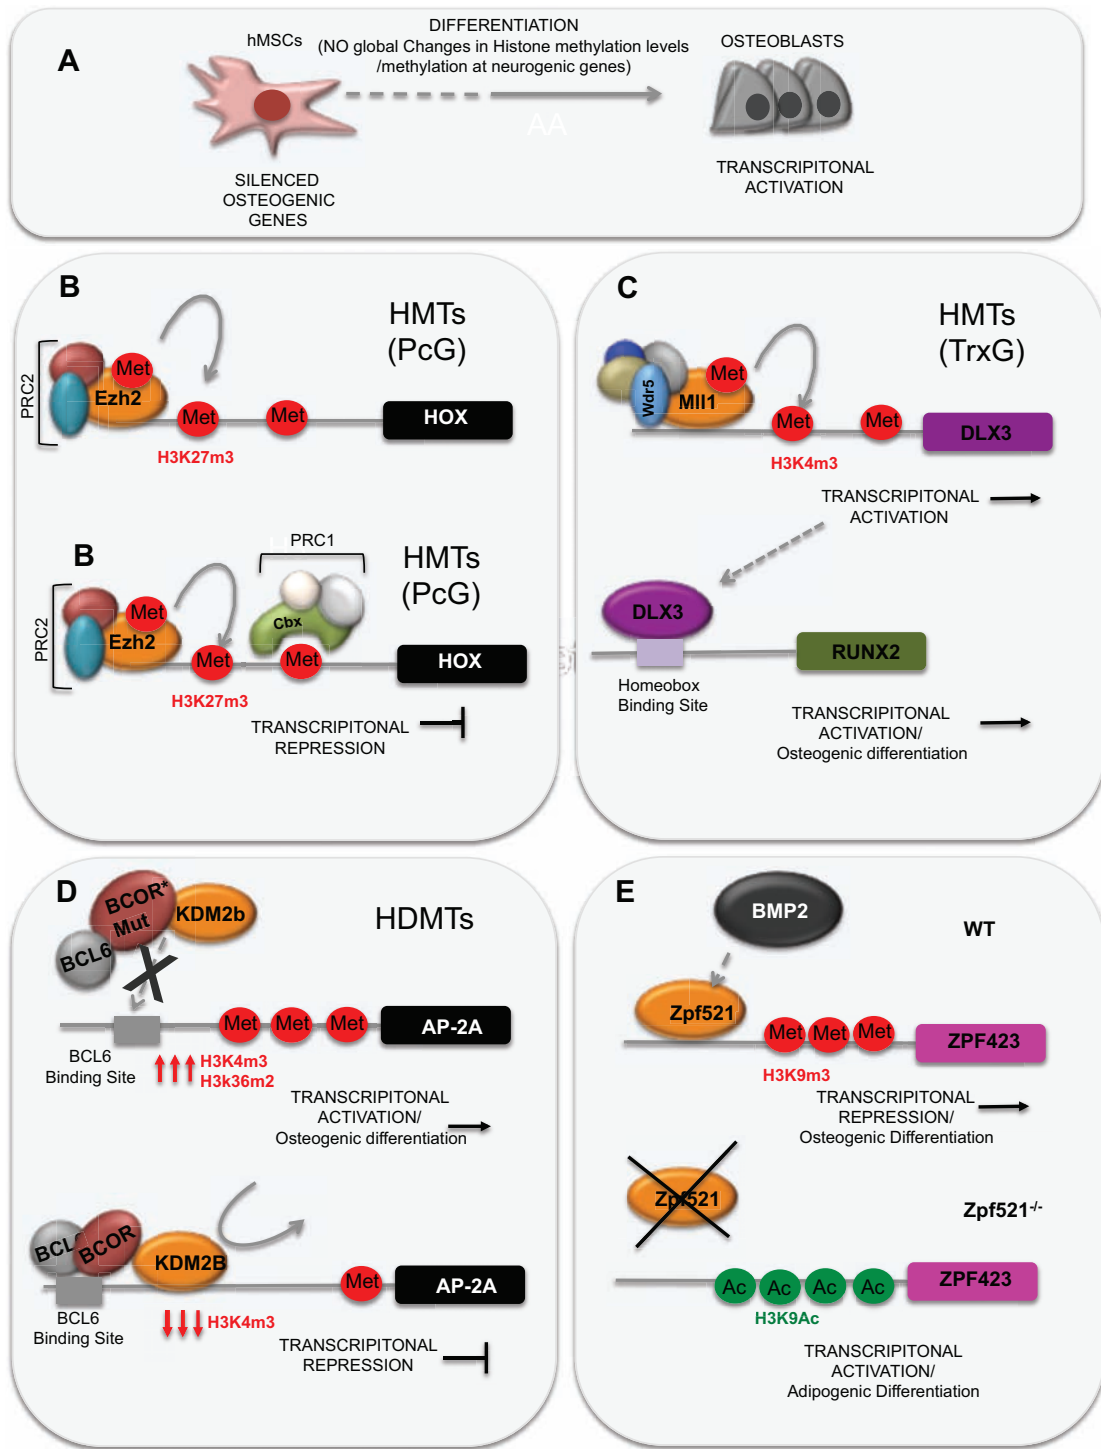 A
hMSCs
DIFFERENTIATION
(NO global Changes in Histone methylation levels
/methylation at neurogenic genes)
OSTEOBLASTS
AA
SILENCED
OSTEOGENIC
GENES
TRANSCRIPITONAL
ACTIVATION
B
HMTs
(PcG)
PRC2
Met
Ezh2
Met
Met
HOX
H3K27m3
B
PRC1
HMTs
(PcG)
PRC2
Met
Cbx
Ezh2
Met
Met
HOX
H3K27m3
TRANSCRIPITONAL
REPRESSION
C
HMTs
(TrxG)
Wdr5
Met
Mll1
Met
Met
DLX3
H3K4m3
TRANSCRIPITONAL
ACTIVATION
DLX3
RUNX2
Homeobox
Binding Site
TRANSCRIPITONAL
ACTIVATION/
Osteogenic differentiation
D
BCOR*
Mut
KDM2b
BCL6
HDMTs
Met
Met
Met
AP-2A
BCL6
Binding Site
H3K4m3
H3k36m2
TRANSCRIPITONAL
ACTIVATION/
Osteogenic differentiation
BCL6
BCOR
KDM2B
Met
AP-2A
BCL6
Binding Site
H3K4m3
TRANSCRIPITONAL
REPRESSION
E
BMP2
WT
Zpf521
Met
Met
Met
ZPF423
H3K9m3
TRANSCRIPITONAL
REPRESSION/
Osteogenic Differentiation
Zpf521
Zpf521-/-
Ac
Ac
Ac
Ac
ZPF423
H3K9Ac
TRANSCRIPITONAL
ACTIVATION/
Adipogenic Differentiation